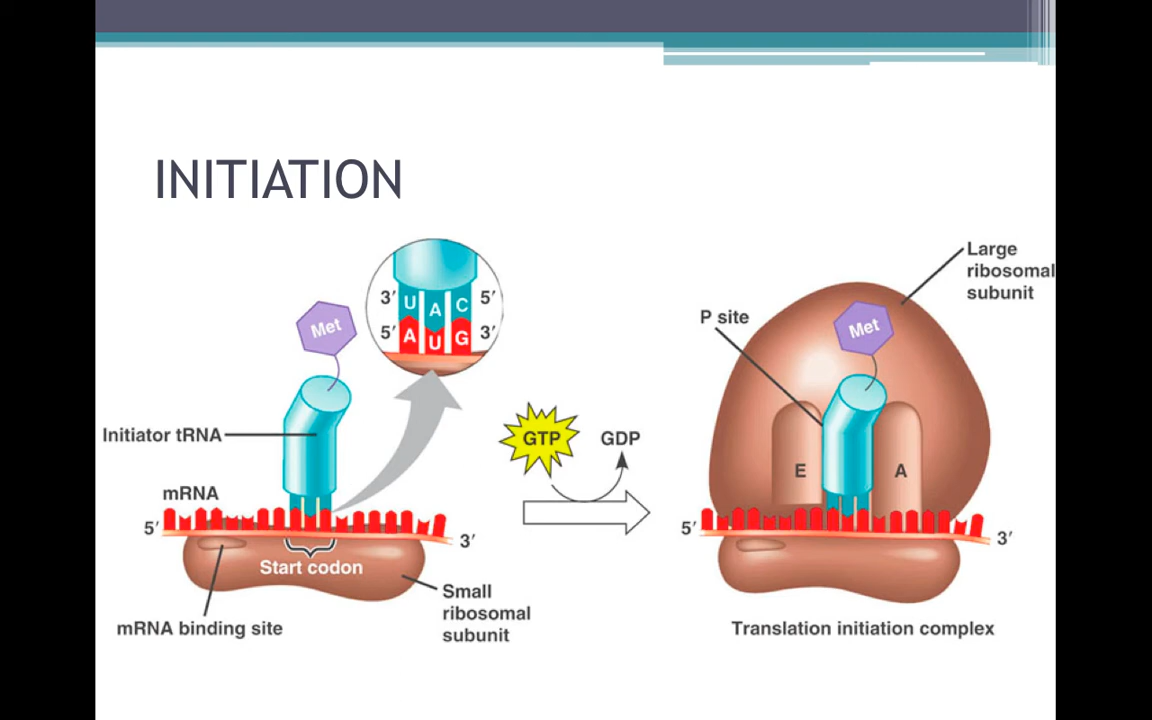 INITIATION
Large
ribosomal
subunit
3′ U A C 5′
5′ A U G 3′
Met
Met
P site
Initiator tRNA
GTP
GDP
E
A
mRNA
5′
3′
5′
3′
Start codon
Small
ribosomal
subunit
mRNA binding site
Translation initiation complex